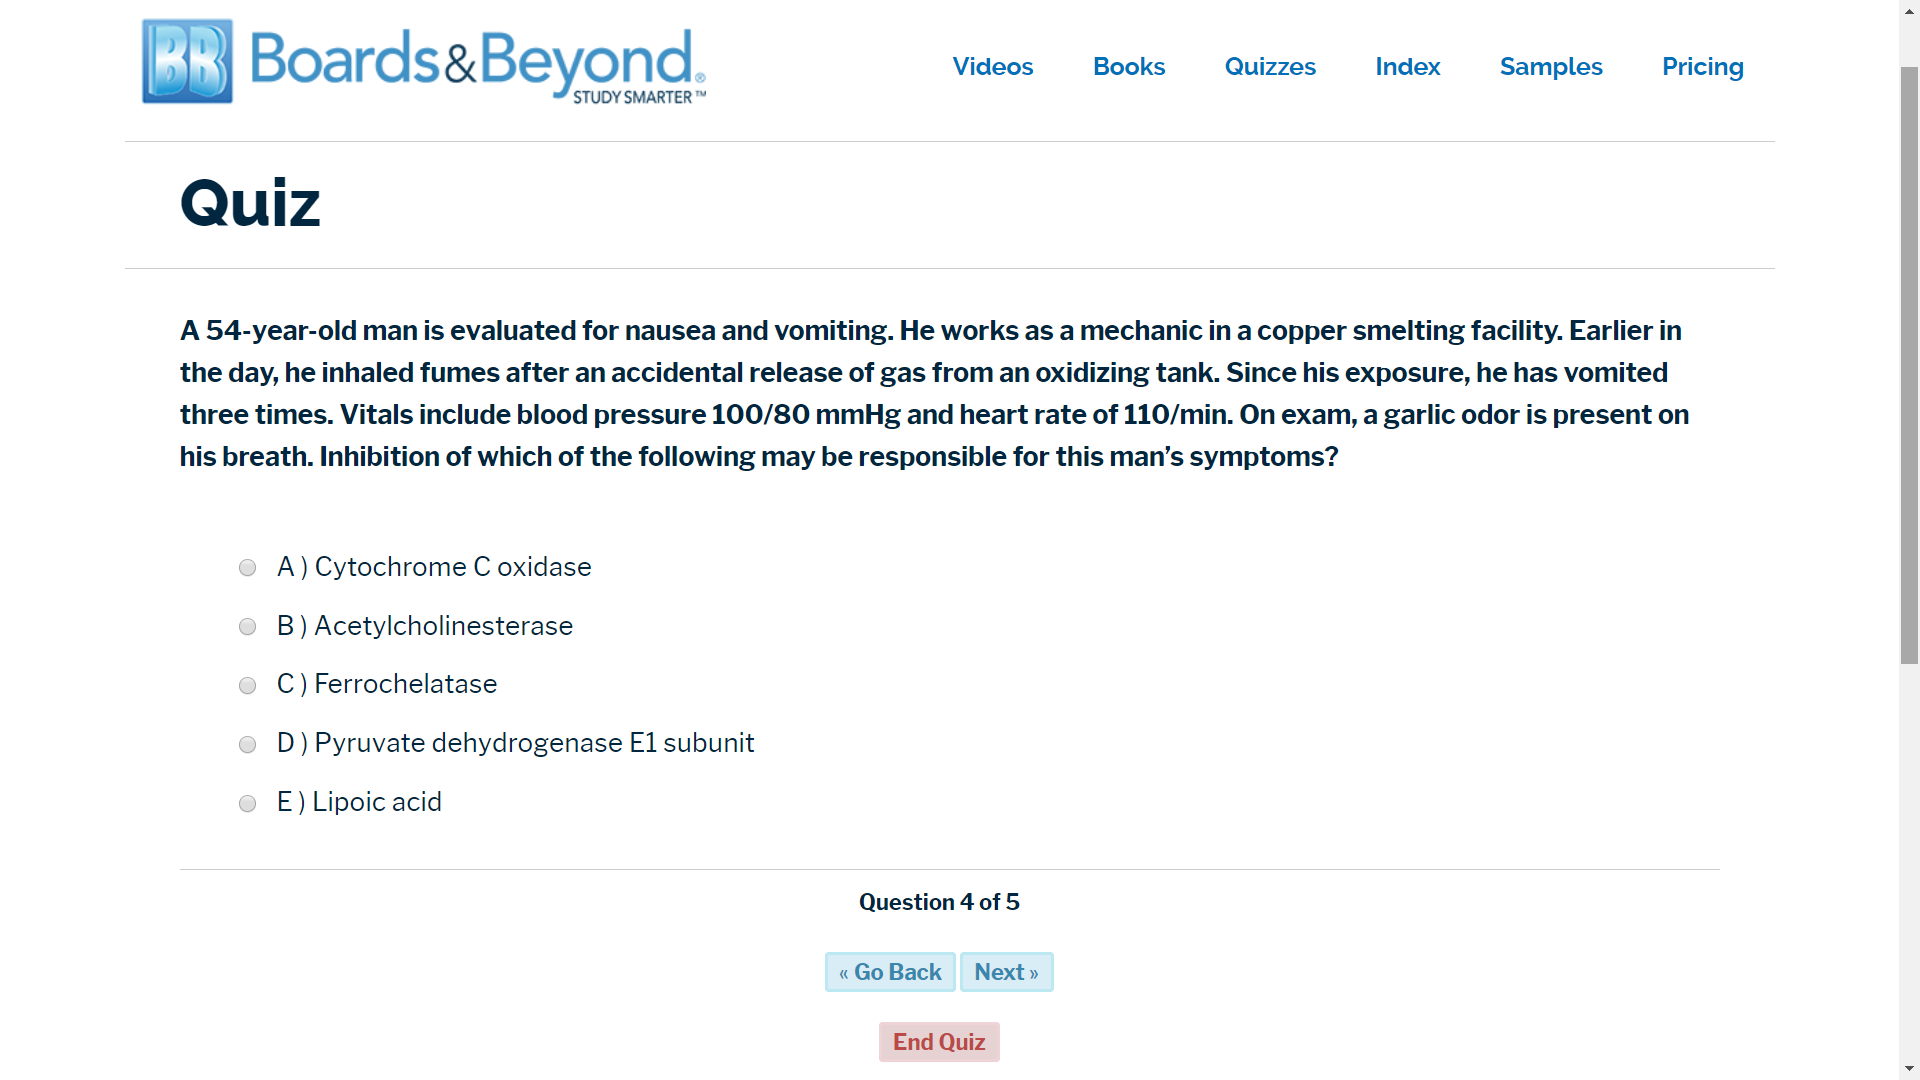 BB Boards&Beyond®
STUDY SMARTER™
Videos Books Quizzes Index Samples Pricing
Quiz
A 54-year-old man is evaluated for nausea and vomiting. He works as a mechanic in a copper smelting facility. Earlier in
the day, he inhaled fumes after an accidental release of gas from an oxidizing tank. Since his exposure, he has vomited
three times. Vitals include blood pressure 100/80 mmHg and heart rate of 110/min. On exam, a garlic odor is present on
his breath. Inhibition of which of the following may be responsible for this man’s symptoms?
A ) Cytochrome C oxidase
B ) Acetylcholinesterase
C ) Ferrochelatase
D ) Pyruvate dehydrogenase E1 subunit
E ) Lipoic acid
Question 4 of 5
« Go Back Next »
End Quiz